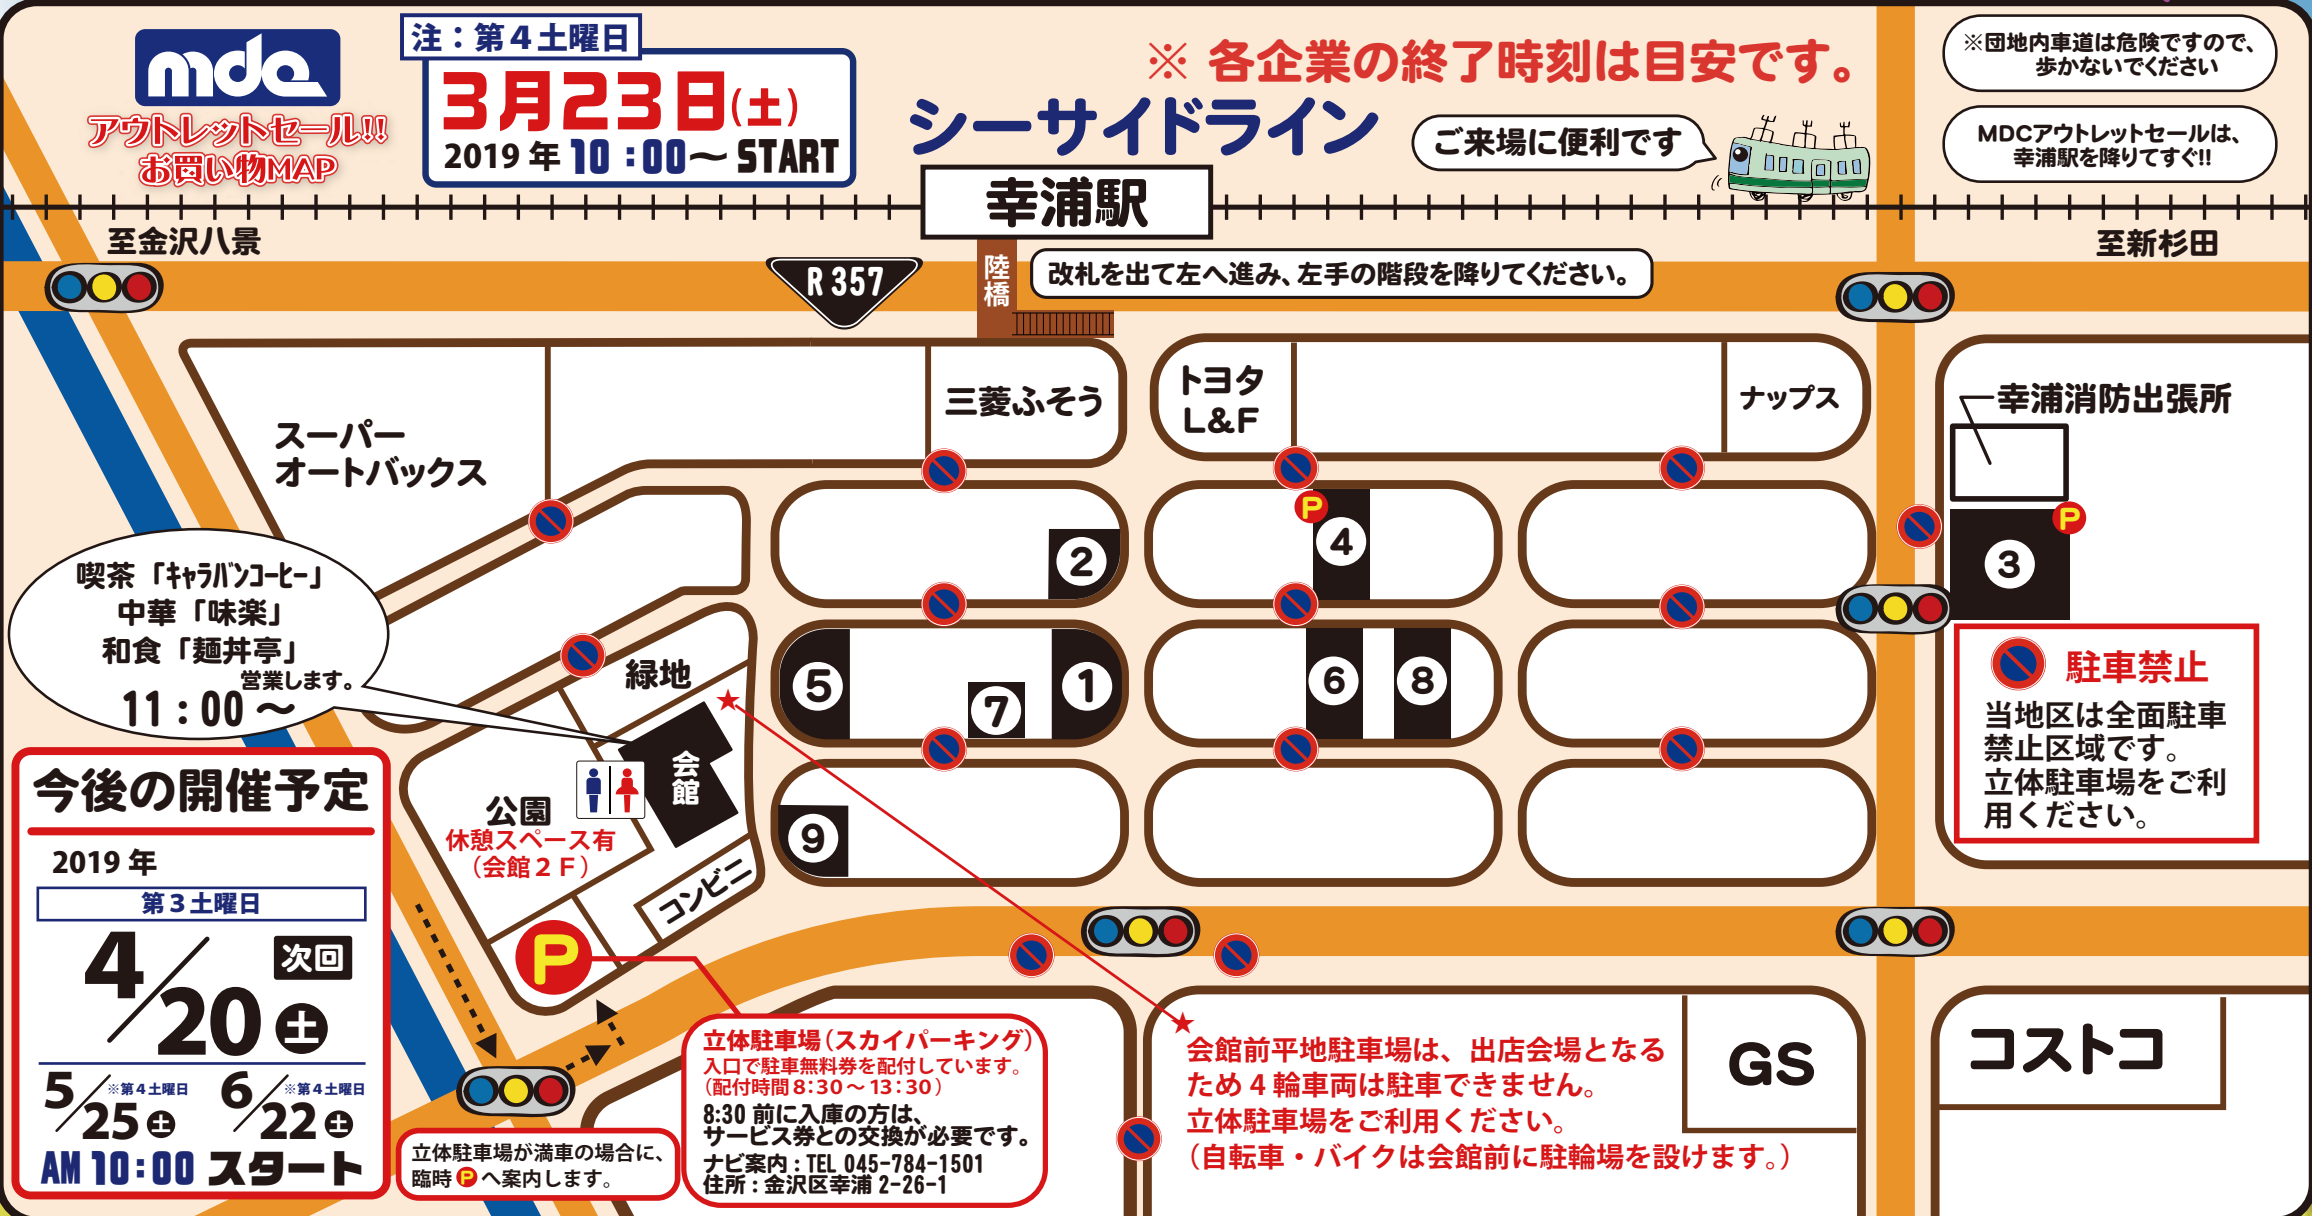 mdc
アウトレットセール!!
お買い物MAP
注：第4土曜日
3月23日(土)
2019年 10:00～ START
※ 各企業の終了時刻は目安です。
シーサイドライン
ご来場に便利です
※団地内車道は危険ですので、
歩かないでください
MDCアウトレットセールは、
幸浦駅を降りてすぐ!!
幸浦駅
至金沢八景
至新杉田
R 357
陸橋
改札を出て左へ進み、左手の階段を降りてください。
スーパー
オートバックス
三菱ふそう
トヨタ
L&F
ナップス
幸浦消防出張所
P
P
2
4
3
5
7
1
6
8
9
喫茶「キャラバンコーヒー」
中華「味楽」
和食「麺丼亭」
営業します。
11:00～
緑地
会館
公園
休憩スペース有
（会館2F）
コンビニ
P
駐車禁止
当地区は全面駐車
禁止区域です。
立体駐車場をご利
用ください。
今後の開催予定
2019年
第3土曜日
4/20土
次回
5/25土 ※第4土曜日
6/22土 ※第4土曜日
AM 10:00 スタート
立体駐車場が満車の場合に、
臨時Pへ案内します。
立体駐車場（スカイパーキング）
入口で駐車無料券を配付しています。
（配付時間8:30～13:30）
8:30前に入庫の方は、
サービス券との交換が必要です。
ナビ案内：TEL 045-784-1501
住所：金沢区幸浦2-26-1
★会館前平地駐車場は、出店会場となる
ため4輪車両は駐車できません。
立体駐車場をご利用ください。
（自転車・バイクは会館前に駐輪場を設けます。）
GS
コストコ